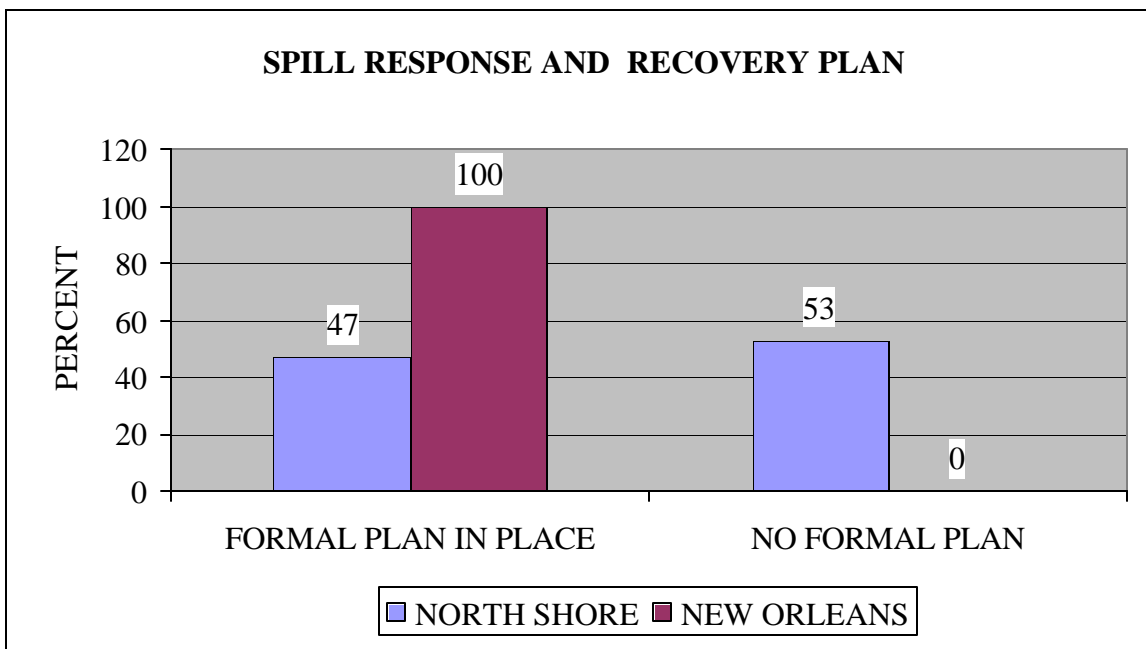 SPILL RESPONSE AND RECOVERY PLAN
120
100
80
60
40
20
0
PERCENT
47
100
53
0
FORMAL PLAN IN PLACE
NO FORMAL PLAN
NORTH SHORE
NEW ORLEANS